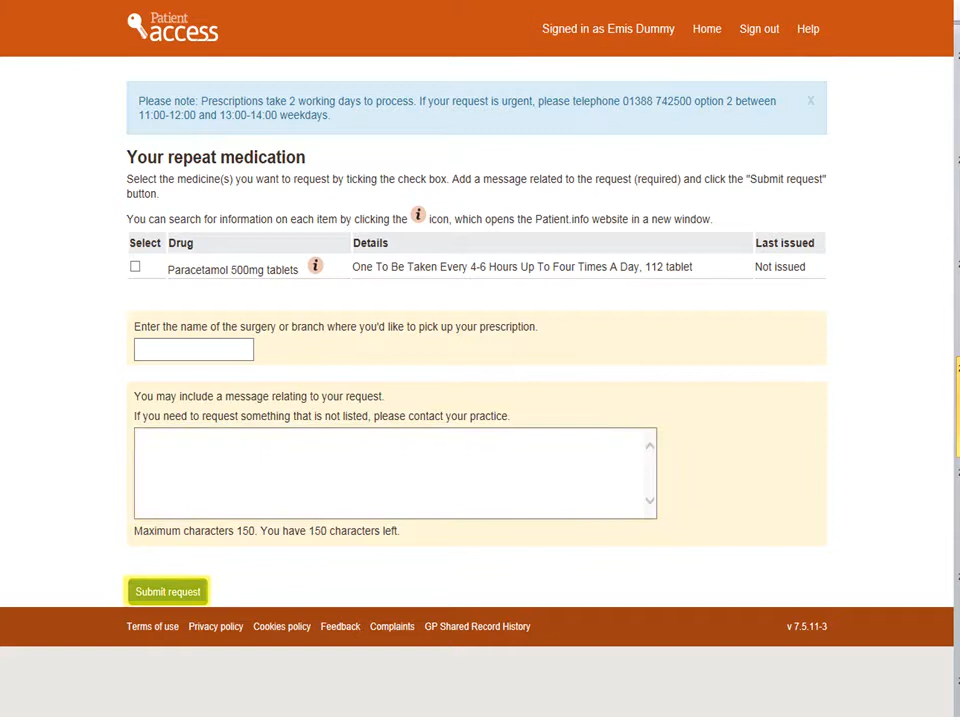 Patient
access
Signed in as Emis Dummy Home Sign out Help
Please note: Prescriptions take 2 working days to process. If your request is urgent, please telephone 01388 742500 option 2 between X
11:00-12:00 and 13:00-14:00 weekdays.
Your repeat medication
Select the medicine(s) you want to request by ticking the check box. Add a message related to the request (required) and click the "Submit request"
button.
You can search for information on each item by clicking the i icon, which opens the Patient.info website in a new window.
Select Drug Details Last issued
Paracetamol 500mg tablets i One To Be Taken Every 4-6 Hours Up To Four Times A Day, 112 tablet Not issued
Enter the name of the surgery or branch where you'd like to pick up your prescription.
You may include a message relating to your request.
If you need to request something that is not listed, please contact your practice.
Maximum characters 150. You have 150 characters left.
Submit request
Terms of use Privacy policy Cookies policy Feedback Complaints GP Shared Record History v 7.5.11-3